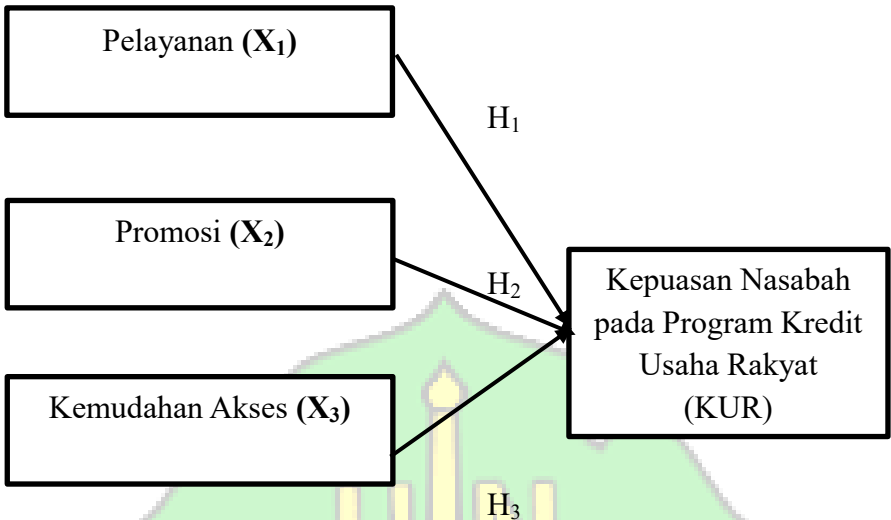 Pelayanan (X₁)
H₁
Promosi (X₂)
H₂
Kepuasan Nasabah
pada Program Kredit
Usaha Rakyat
(KUR)
Kemudahan Akses (X₃)
H₃